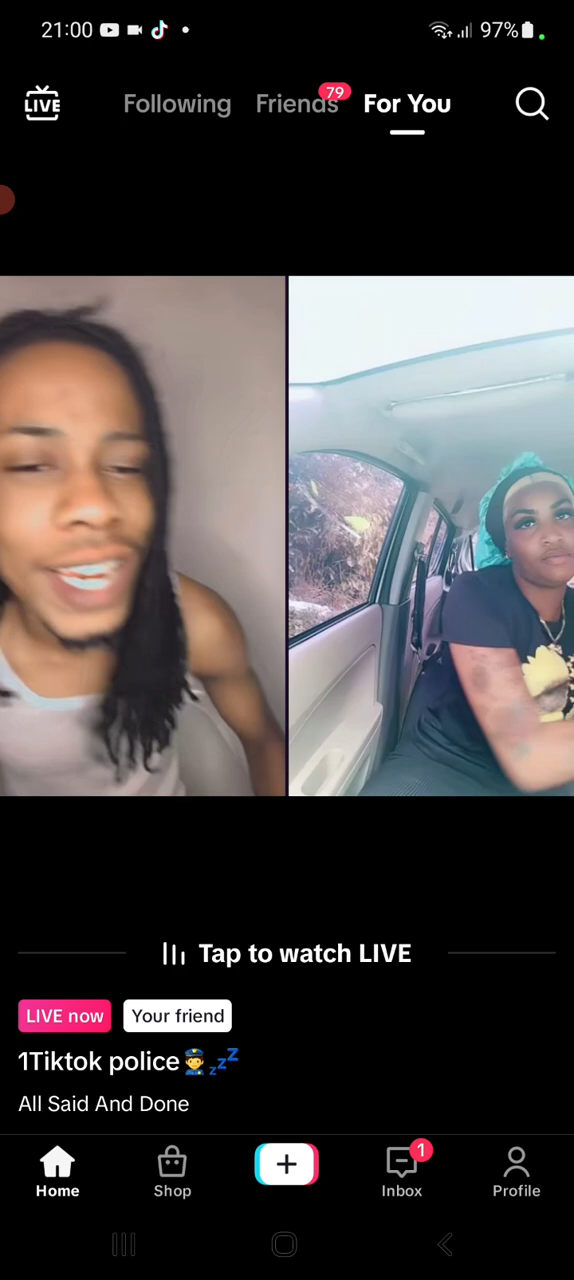 21:00 97%
LIVE Following Friends 79 For You
Tap to watch LIVE
LIVE now Your friend
1Tiktok police👮💤
All Said And Done
1
Home Shop Inbox Profile